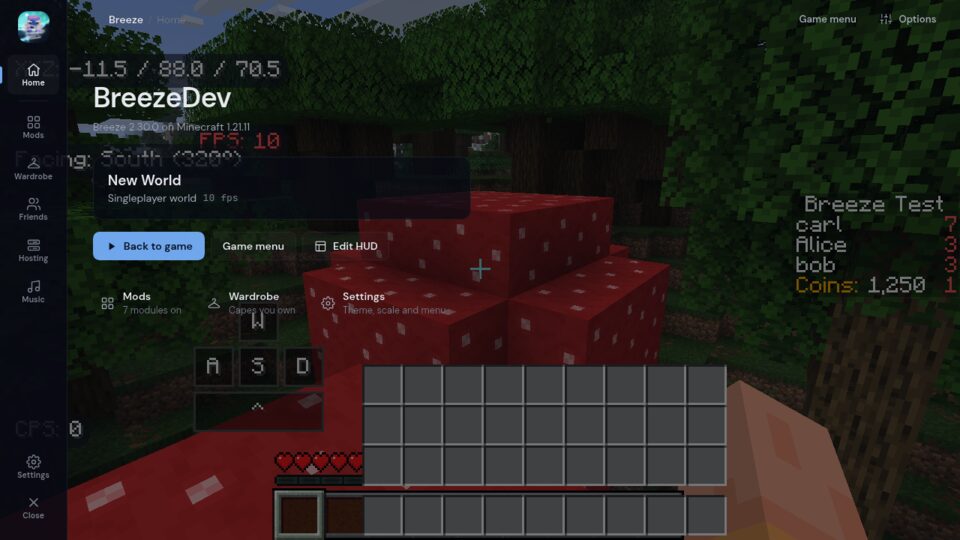 Breeze / Home
Game menu
Options
XYZ: -11.5 / 88.0 / 70.5
Home
BreezeDev
Breeze 2.30.0 on Minecraft 1.21.11
FPS: 10
Facing: South (320°)
Mods
Wardrobe
Friends
Hosting
Music
New World
Singleplayer world 10 fps
Back to game
Game menu
Edit HUD
Mods
7 modules on
Wardrobe
Capes you own
Settings
Theme, scale and menu
Breeze Test
carl 7
Alice 3
bob 3
Coins: 1,250 1
W
A S D
^
CPS: 0
Settings
Close